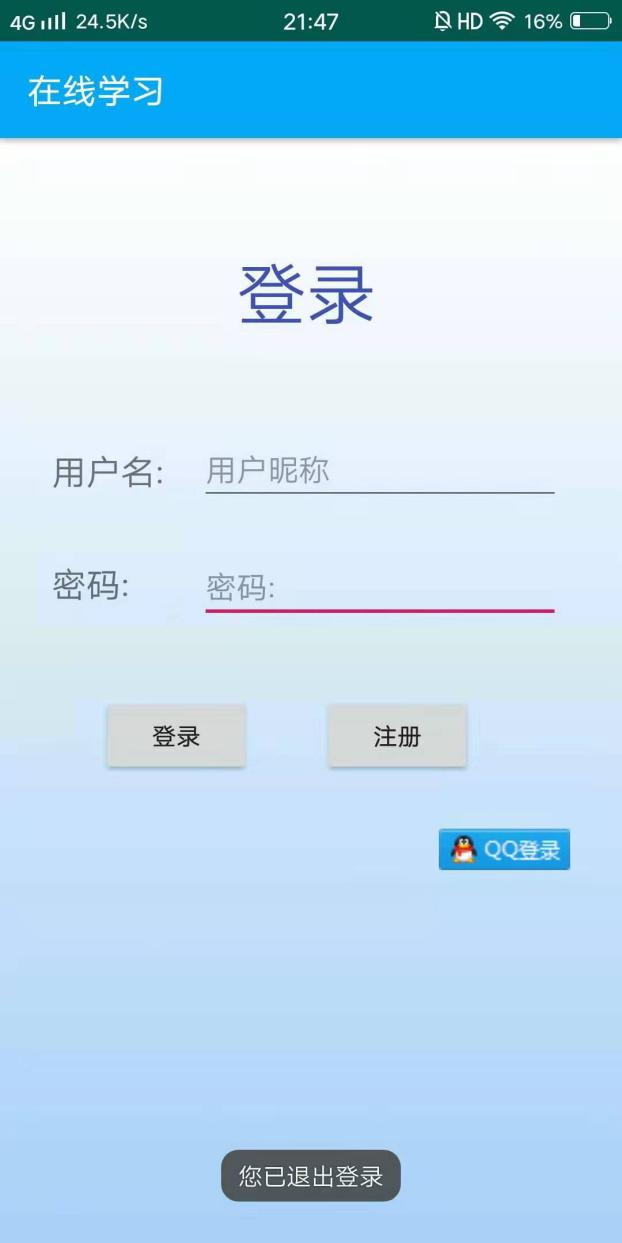 4G 24.5K/s 21:47 HD 16%
在线学习
登录
用户名: 用户昵称
密码: 密码:
登录 注册
QQ登录
您已退出登录